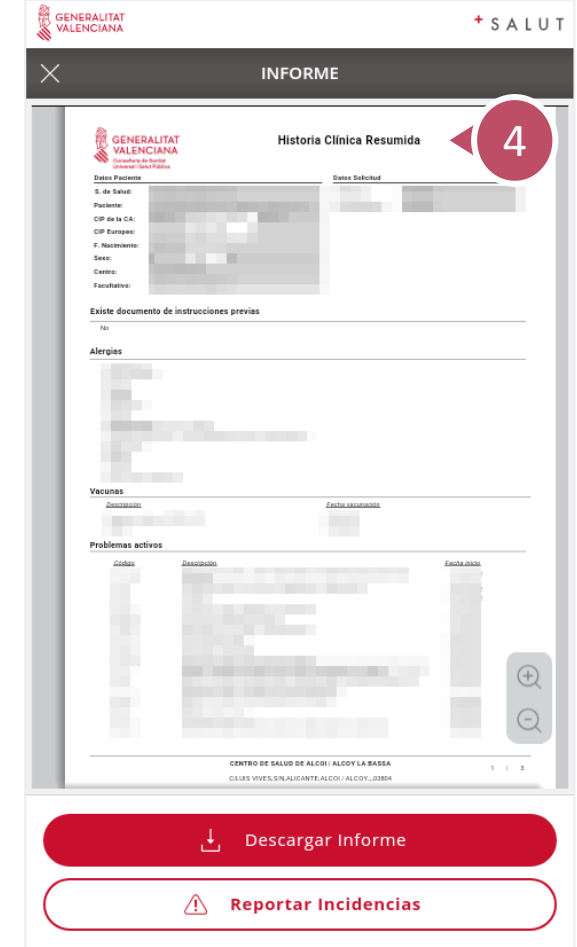 GENERALITAT
VALENCIANA
+ SALUT
INFORME
GENERALITAT
VALENCIANA
Conselleria de Sanitat
Universal i Salut Pública
Historia Clínica Resumida
4
Datos Paciente
Datos Solicitud
S. de Salud:
Paciente:
CIP de la CA:
CIP Europeo:
F. Nacimiento:
Sexo:
Centro:
Facultativo:
Existe documento de instrucciones previas
No
Alergias
Vacunas
Descripción
Fecha vacunación
Problemas activos
Código
Descripción
Fecha inicio
CENTRO DE SALUD DE ALCOI / ALCOY LA BASSA
C.LUIS VIVES,S/N,ALICANTE,ALCOI / ALCOY,,,03804
1 / 3
Descargar Informe
Reportar Incidencias